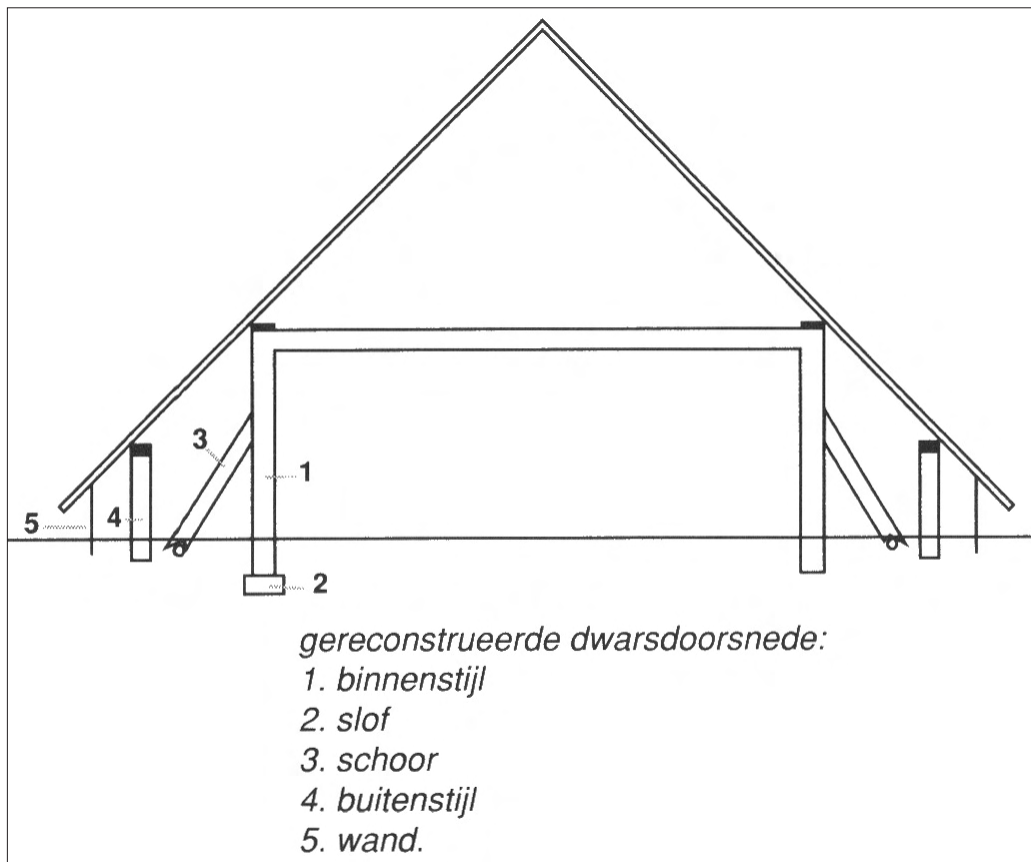 3
1
5
4
2
gereconstrueerde dwarsdoorsnede:
1. binnenstijl
2. slof
3. schoor
4. buitenstijl
5. wand.